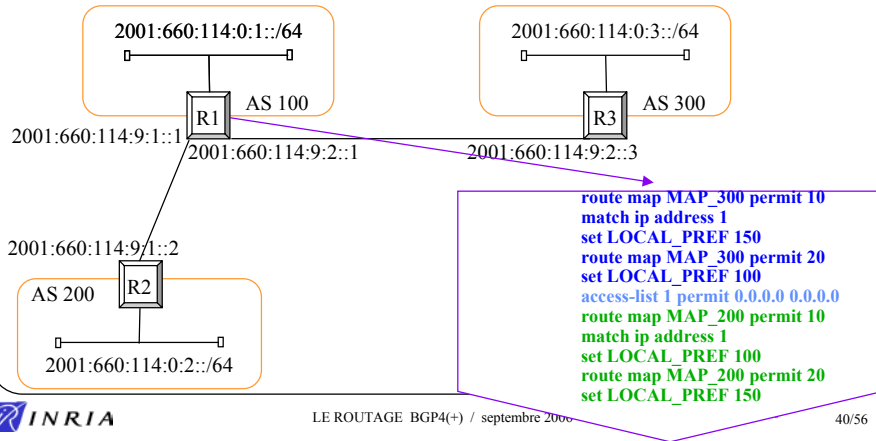 2001:660:114:0:1::/64
2001:660:114:0:3::/64
R1
AS 100
R3
AS 300
2001:660:114:9:1::1
2001:660:114:9:2::1
2001:660:114:9:2::3
route map MAP_300 permit 10
match ip address 1
set LOCAL_PREF 150
route map MAP_300 permit 20
set LOCAL_PREF 100
access-list 1 permit 0.0.0.0 0.0.0.0
route map MAP_200 permit 10
match ip address 1
set LOCAL_PREF 100
route map MAP_200 permit 20
set LOCAL_PREF 150
2001:660:114:9:1::2
AS 200
R2
2001:660:114:0:2::/64
INRIA
LE ROUTAGE BGP4(+) / septembre
40/56